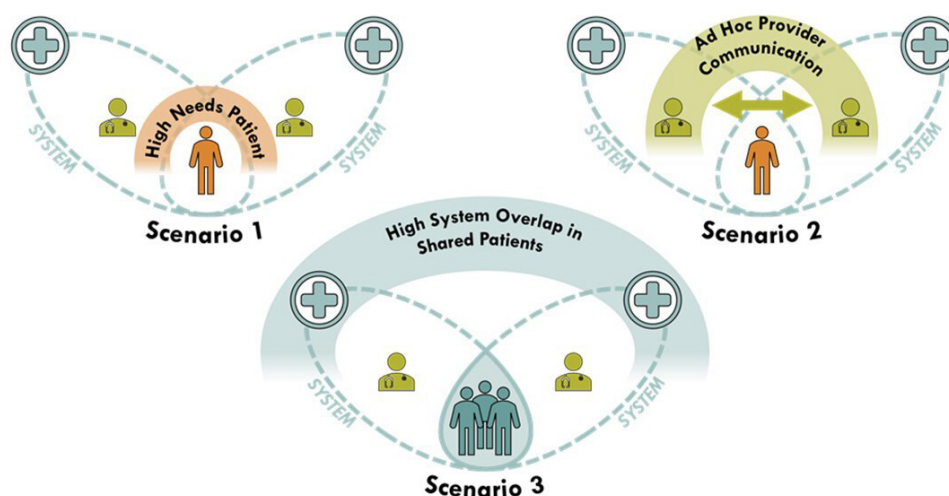 High Needs Patient
SYSTEM
SYSTEM
Scenario 1
Ad Hoc Provider
Communication
SYSTEM
SYSTEM
Scenario 2
High System Overlap in
Shared Patients
SYSTEM
SYSTEM
Scenario 3